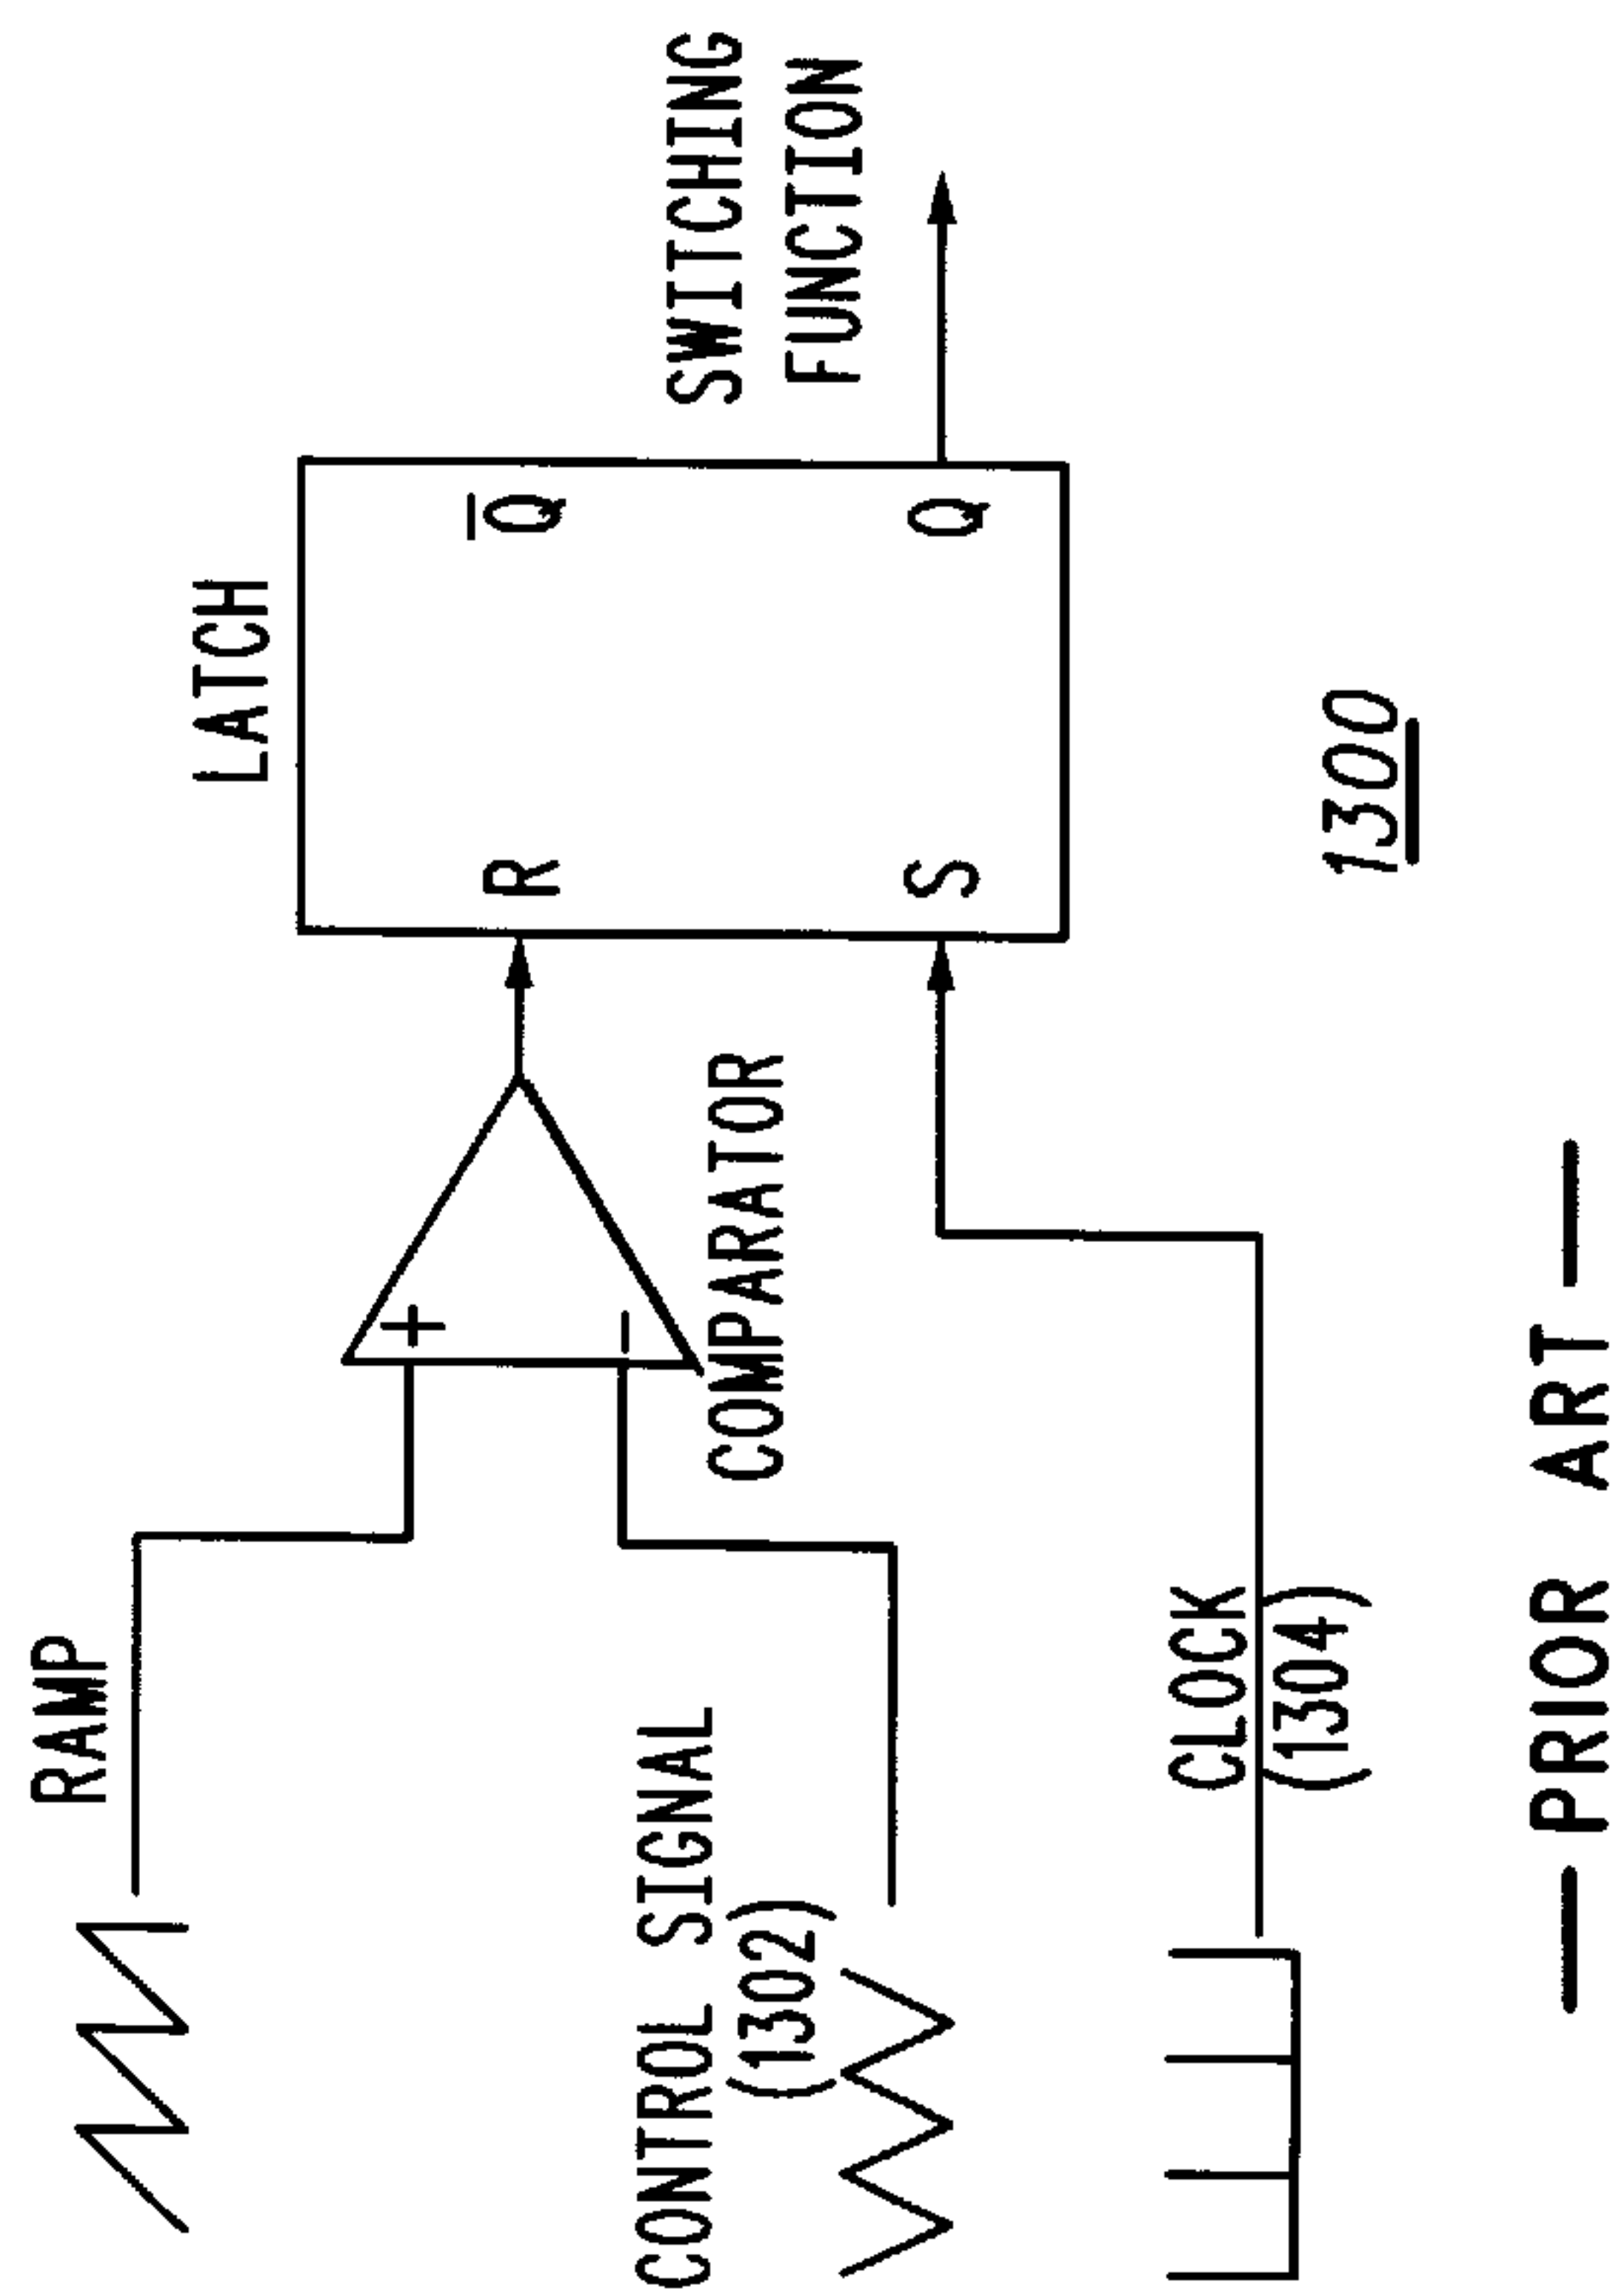 RAMP
+
−
COMPARATOR
CONTROL SIGNAL
(1302)
CLOCK
(1304)
LATCH
R
S
Q̅
Q
SWITCHING
FUNCTION
1300
PRIOR ART